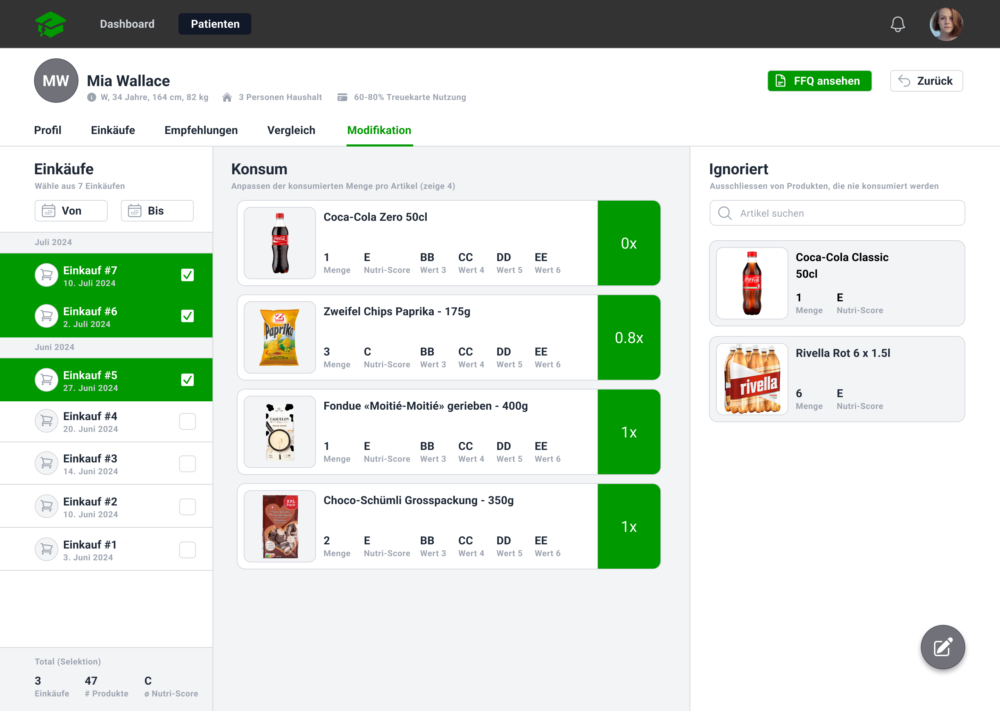 Dashboard
Patienten
MW
Mia Wallace
W, 34 Jahre, 164 cm, 82 kg
3 Personen Haushalt
60-80% Treuekarte Nutzung
FFQ ansehen
Zurück
Profil
Einkäufe
Empfehlungen
Vergleich
Modifikation
Einkäufe
Wähle aus 7 Einkäufen
Von
Bis
Juli 2024
Einkauf #7
10. Juli 2024
Einkauf #6
2. Juli 2024
Juni 2024
Einkauf #5
27. Juni 2024
Einkauf #4
20. Juni 2024
Einkauf #3
14. Juni 2024
Einkauf #2
10. Juni 2024
Einkauf #1
3. Juni 2024
Total (Selektion)
3 47 C
Einkäufe # Produkte ø Nutri-Score
Konsum
Anpassen der konsumierten Menge pro Artikel (zeige 4)
Coca-Cola
Coca-Cola Zero 50cl
1 E BB CC DD EE
Menge Nutri-Score Wert 3 Wert 4 Wert 5 Wert 6
0x
Z
ZWEIFEL
Paprika
Zweifel Chips Paprika - 175g
3 C BB CC DD EE
Menge Nutri-Score Wert 3 Wert 4 Wert 5 Wert 6
0.8x
CAQUELON
MOITIÉ-MOITIÉ
Fondue «Moitié-Moitié» gerieben - 400g
1 E BB CC DD EE
Menge Nutri-Score Wert 3 Wert 4 Wert 5 Wert 6
1x
XXL
Pack
Choco-Schümli
Petites meringues
Choco-Schümli Grosspackung - 350g
2 E BB CC DD EE
Menge Nutri-Score Wert 3 Wert 4 Wert 5 Wert 6
1x
Ignoriert
Ausschliessen von Produkten, die nie konsumiert werden
Artikel suchen
Coca-Cola
Coca-Cola Classic
50cl
1 E
Menge Nutri-Score
rivella
Rivella Rot 6 x 1.5l
6 E
Menge Nutri-Score